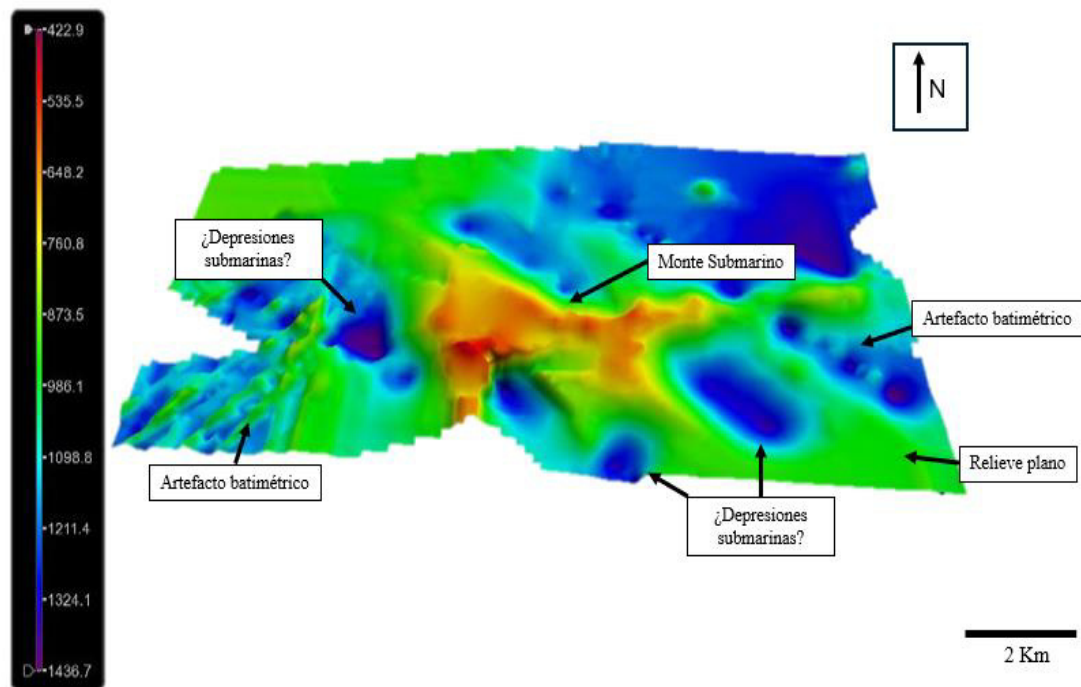 422.9
535.5
648.2
760.8
873.5
986.1
1098.8
1211.4
1324.1
1436.7
N
¿Depresiones
submarinas?
Monte Submarino
Artefacto batimétrico
Artefacto batimétrico
Relieve plano
¿Depresiones
submarinas?
2 Km